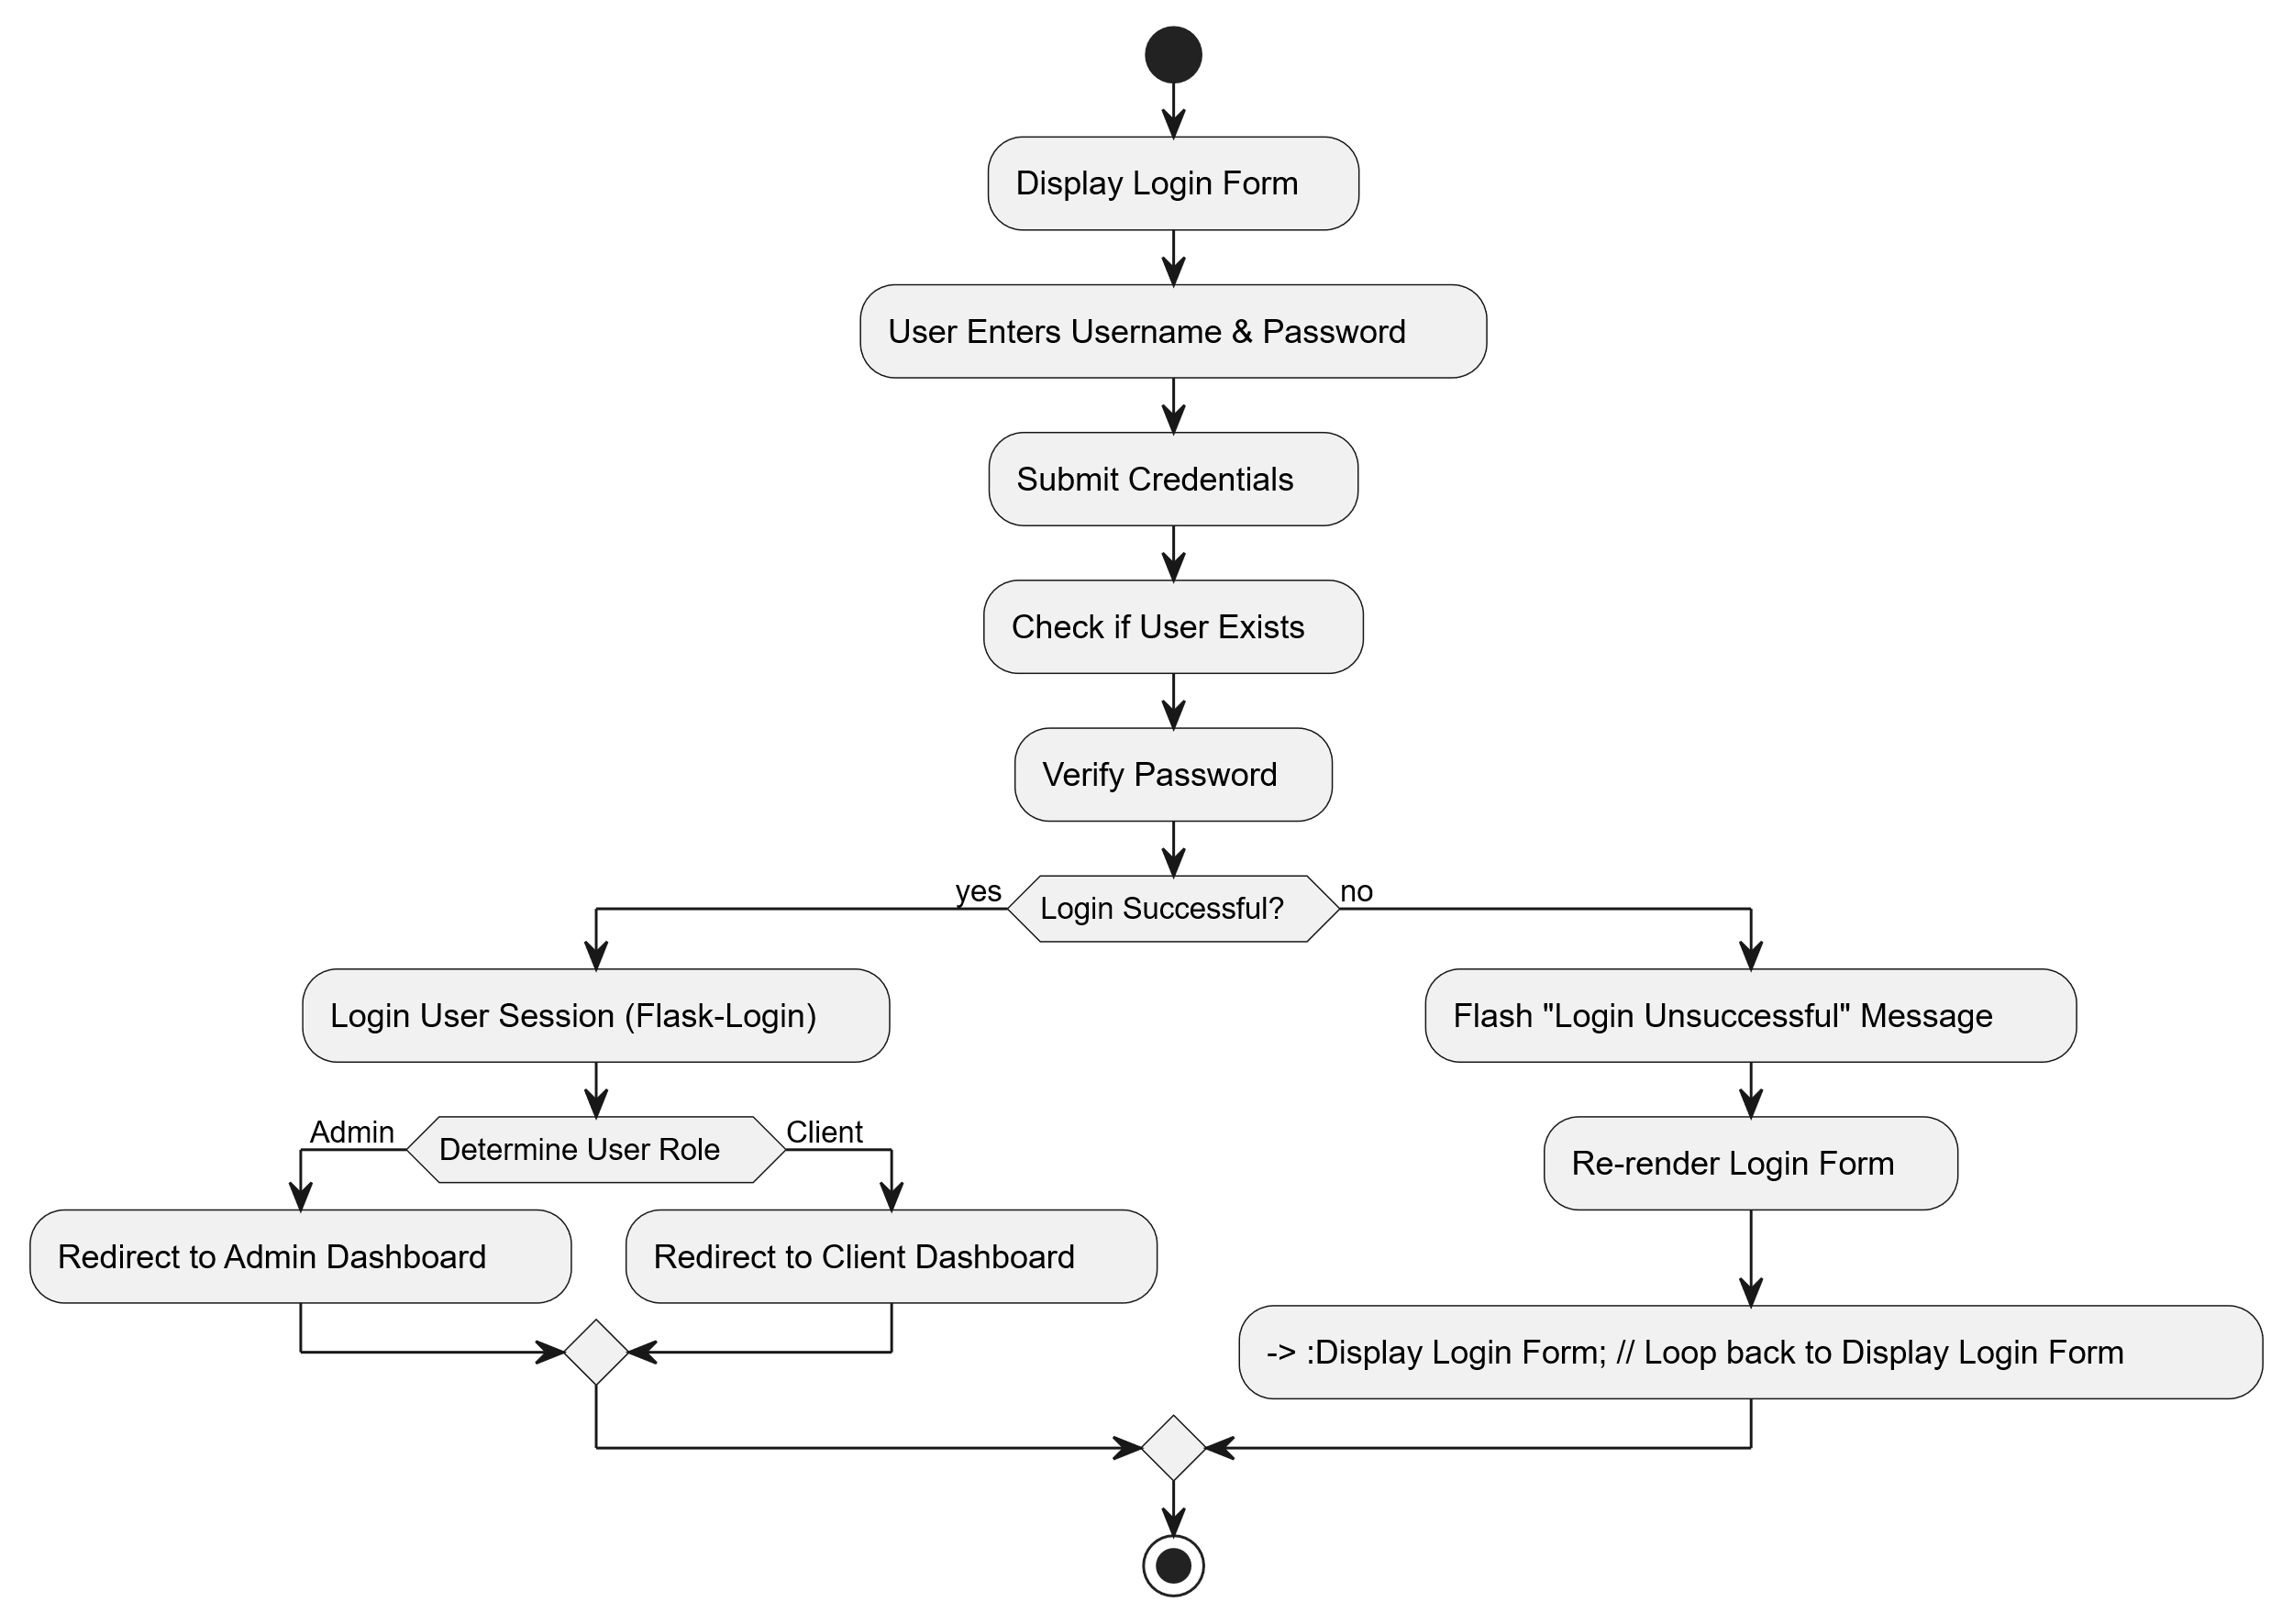 Display Login Form
User Enters Username & Password
Submit Credentials
Check if User Exists
Verify Password
yes
Login Successful?
no
Login User Session (Flask-Login)
Flash "Login Unsuccessful" Message
Admin
Determine User Role
Client
Re-render Login Form
Redirect to Admin Dashboard
Redirect to Client Dashboard
-> :Display Login Form; // Loop back to Display Login Form